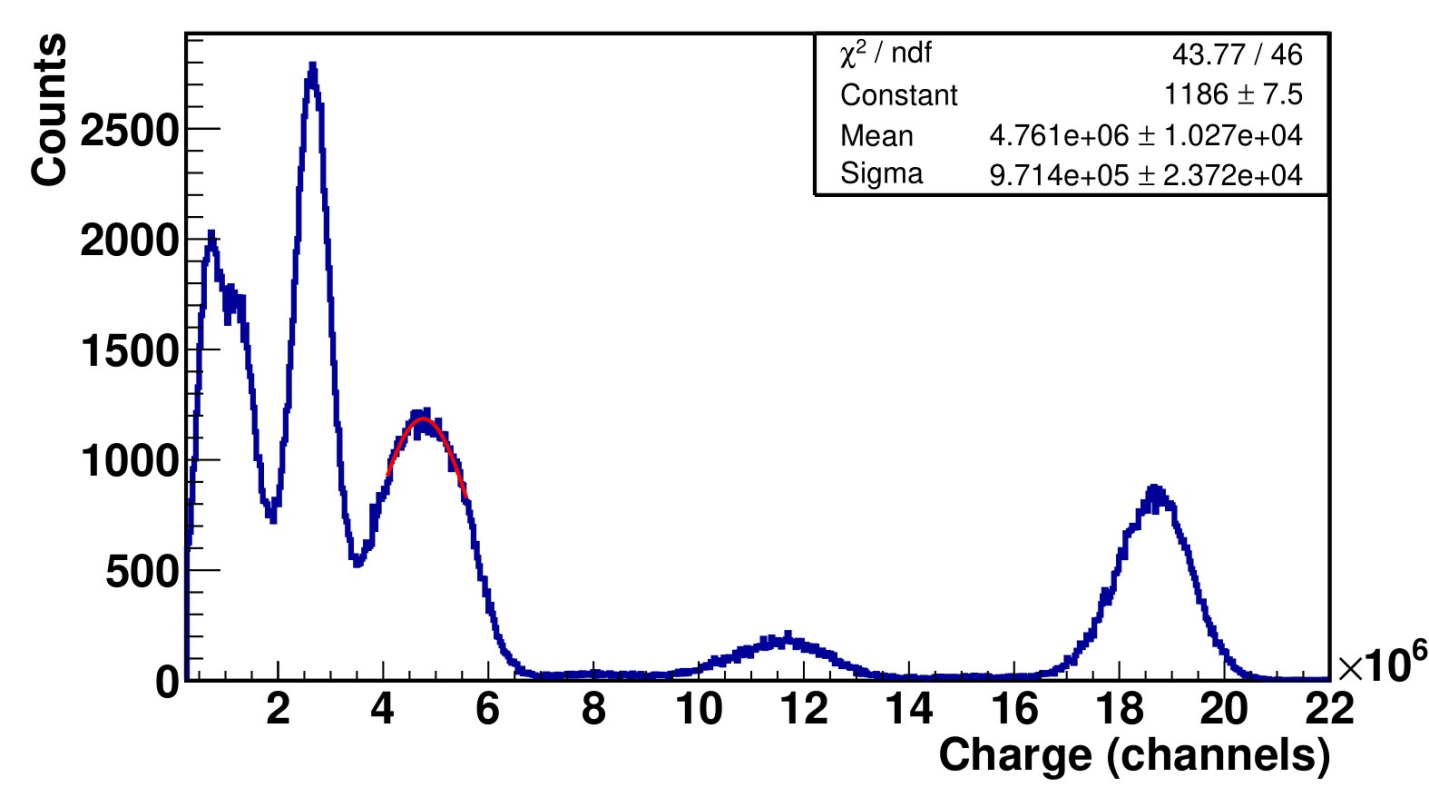 Counts
2500
2000
1500
1000
500
0
χ² / ndf 43.77 / 46
Constant 1186 ± 7.5
Mean 4.761e+06 ± 1.027e+04
Sigma 9.714e+05 ± 2.372e+04
2 4 6 8 10 12 14 16 18 20 22
×10⁶
Charge (channels)